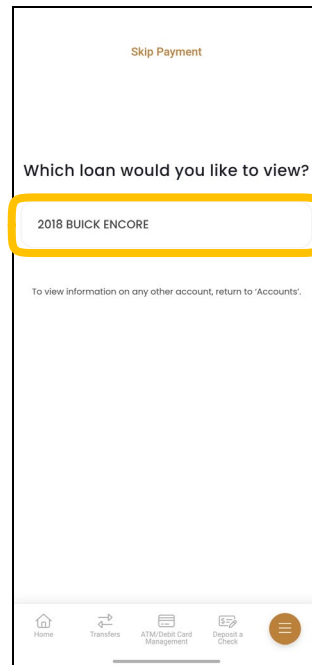 Skip Payment
Which loan would you like to view?
2018 BUICK ENCORE
To view information on any other account, return to 'Accounts'.
Home
Transfers
ATM/Debit Card
Management
Deposit a
Check